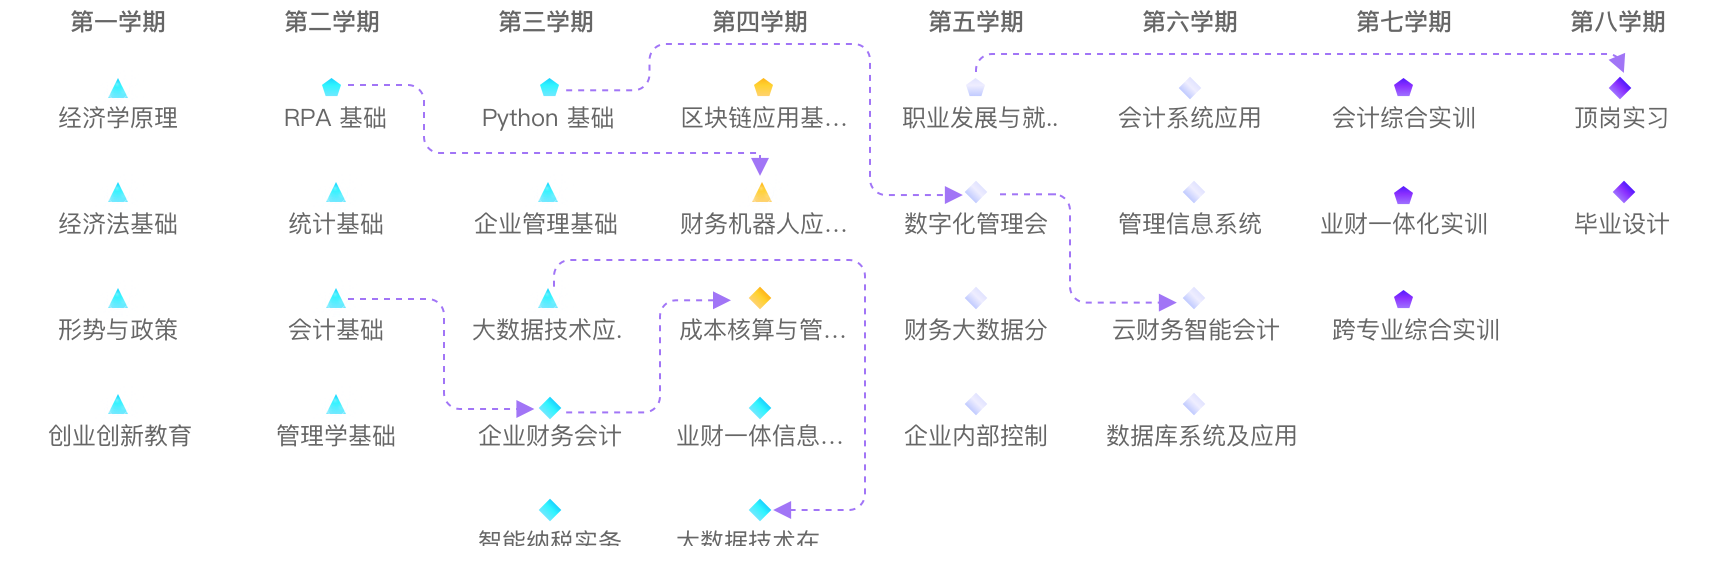 第一学期 第二学期 第三学期 第四学期 第五学期 第六学期 第七学期 第八学期
经济学原理 RPA 基础 Python 基础 区块链应用基... 职业发展与就.. 会计系统应用 会计综合实训 顶岗实习
经济法基础 统计基础 企业管理基础 财务机器人应... 数字化管理会 管理信息系统 业财一体化实训 毕业设计
形势与政策 会计基础 大数据技术应. 成本核算与管... 财务大数据分 云财务智能会计 跨专业综合实训
创业创新教育 管理学基础 企业财务会计 业财一体信息... 企业内部控制 数据库系统及应用
智能纳税实务 大数据技术在